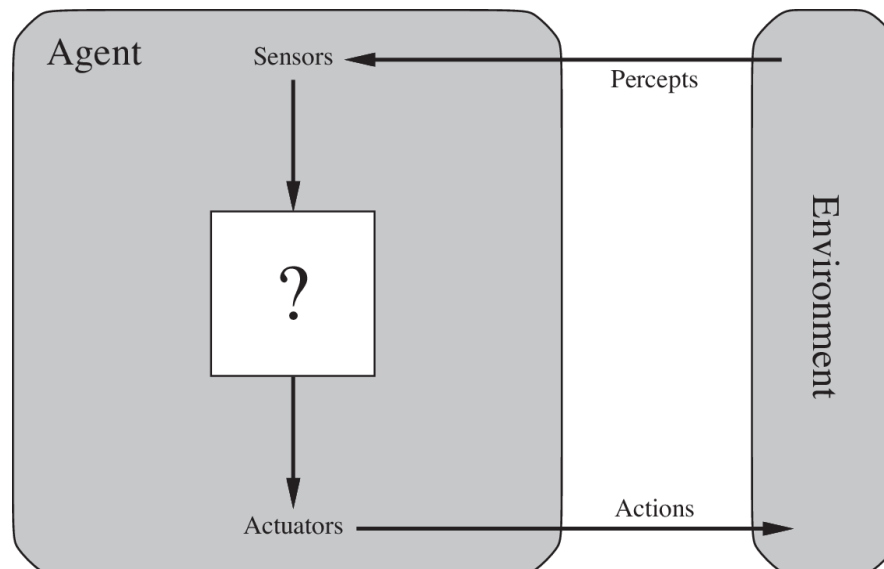 Agent
Sensors
Percepts
?
Environment
Actions
Actuators